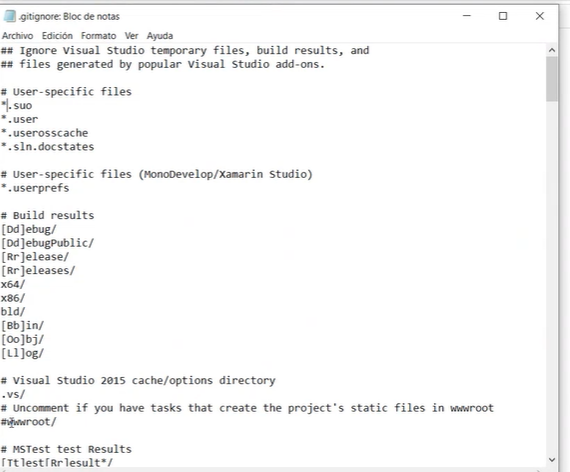 .gitignore: Bloc de notas
Archivo Edición Formato Ver Ayuda
## Ignore Visual Studio temporary files, build results, and
## files generated by popular Visual Studio add-ons.
# User-specific files
*.suo
*.user
*.userosscache
*.sln.docstates
# User-specific files (MonoDevelop/Xamarin Studio)
*.userprefs
# Build results
[Dd]ebug/
[Dd]ebugPublic/
[Rr]elease/
[Rr]eleases/
x64/
x86/
bld/
[Bb]in/
[Oo]bj/
[Ll]og/
# Visual Studio 2015 cache/options directory
.vs/
# Uncomment if you have tasks that create the project's static files in wwwroot
#wwwroot/
# MSTest test Results
[Tt]est[Rr]esult*/